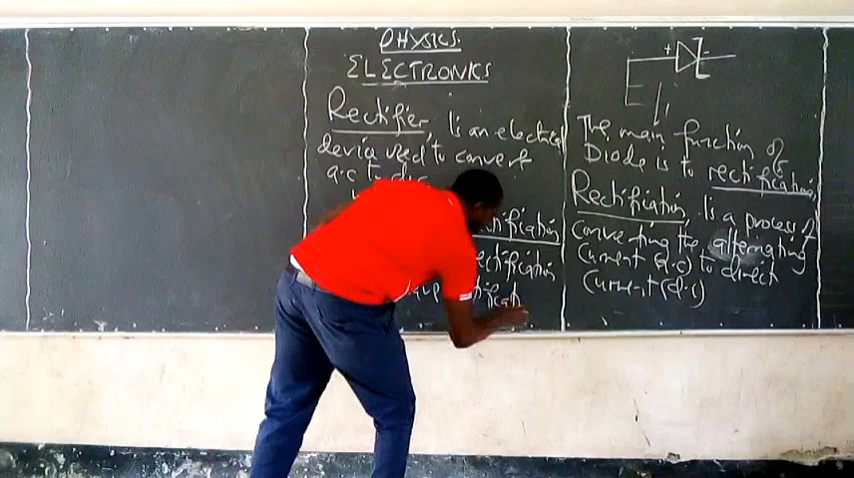 PHYSICS.
ELECTRONICS
Rectifier, Is an electrical
device used to convert
a.c to d.c
rectification
rectification
rectificat
+ -
The main function of
Diode is to rectification
Rectification, Is a process of
converting the alternating
Current (a.c) to direct
Current (d.c)